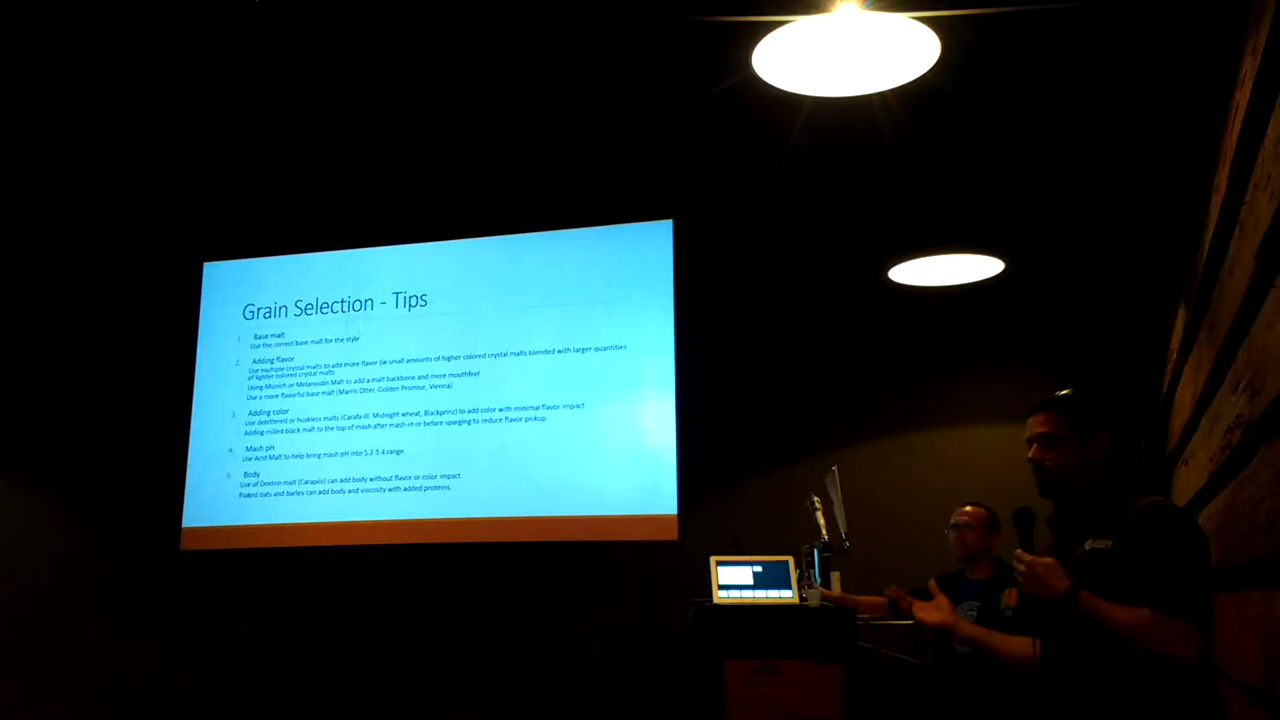 Grain Selection - Tips
1. Base malt
Use the correct base malt for the style
2. Adding flavor
Use multiple crystal malts to add more flavor (ie small amounts of higher colored crystal malts blended with larger quantities
of lighter colored crystal malts
Using Munich or Melanoidin Malt to add a malt backbone and more mouthfeel
Use a more flavorful base malt (Marris Otter, Golden Promise, Vienna)
3. Adding color
Use debittered or huskless malts (Carafa III. Midnight wheat, Blackprinz) to add color with minimal flavor impact
Adding milled black malt to the top of mash after mash-in or before sparging to reduce flavor pickup.
4. Mash pH
Use Acid Malt to help bring mash pH into 5.2-5.4 range
5. Body
Use of Dextrin malt (Carapils) can add body without flavor or color impact.
Flaked oats and barley can add body and viscosity with added proteins.